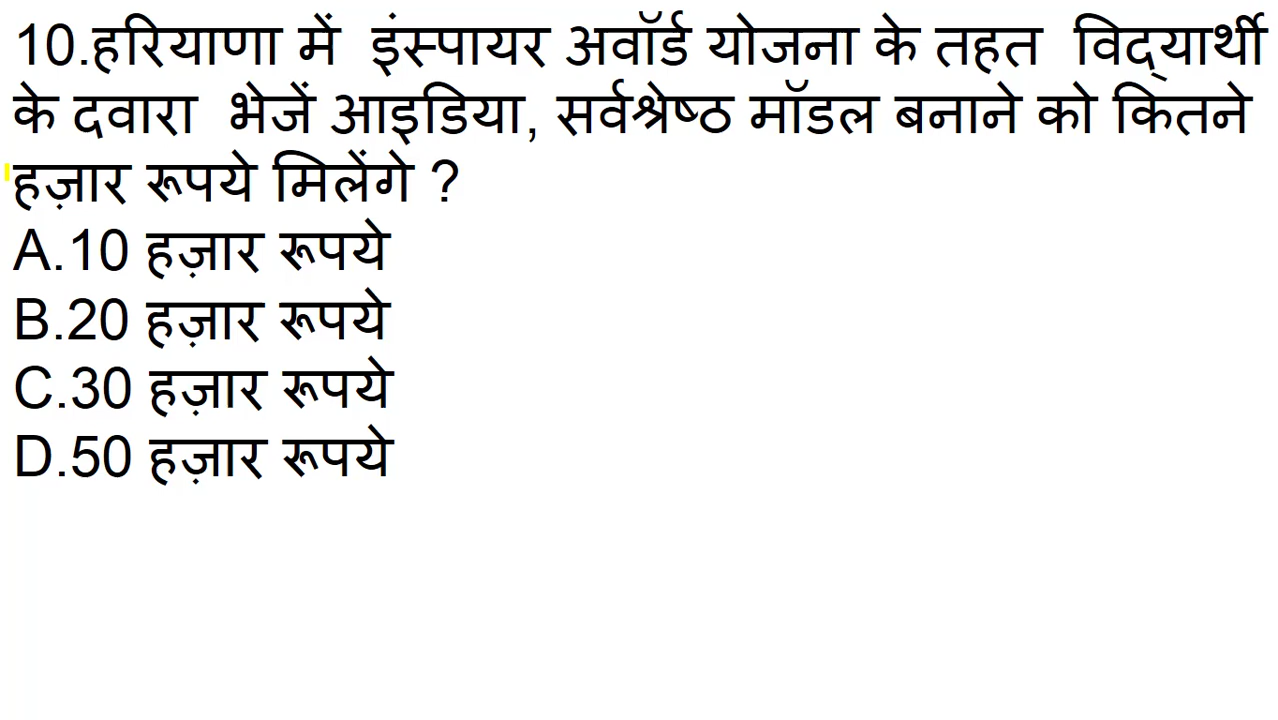 10.हरियाणा में इंस्पायर अवॉर्ड योजना के तहत विद्‌यार्थी
के दवारा भेजें आइडिया, सर्वश्रेष्ठ मॉडल बनाने को कितने
हज़ार रूपये मिलेंगे ?
A.10 हज़ार रूपये
B.20 हज़ार रूपये
C.30 हज़ार रूपये
D.50 हज़ार रूपये